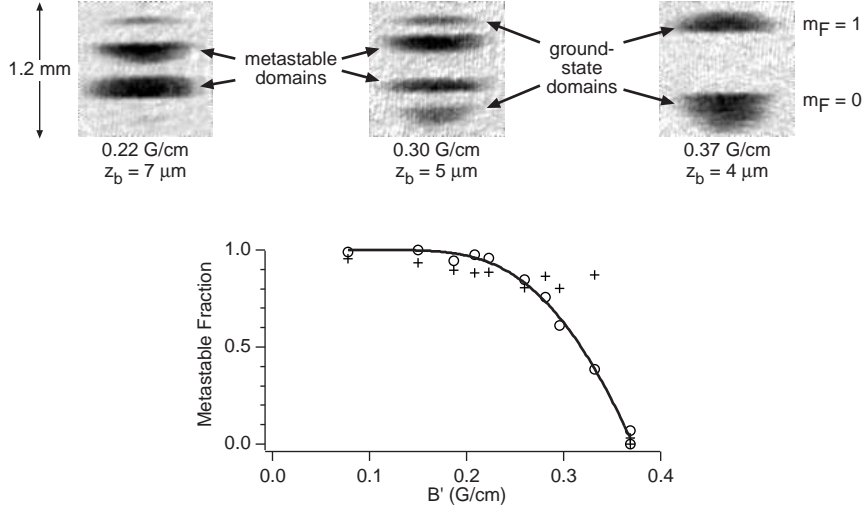 1.2 mm
metastable
domains
ground-
state
domains
m_F = 1
m_F = 0
0.22 G/cm
z_b = 7 μm
0.30 G/cm
z_b = 5 μm
0.37 G/cm
z_b = 4 μm
Metastable Fraction
1.0
0.5
0.0
0.0 0.1 0.2 0.3 0.4
B' (G/cm)